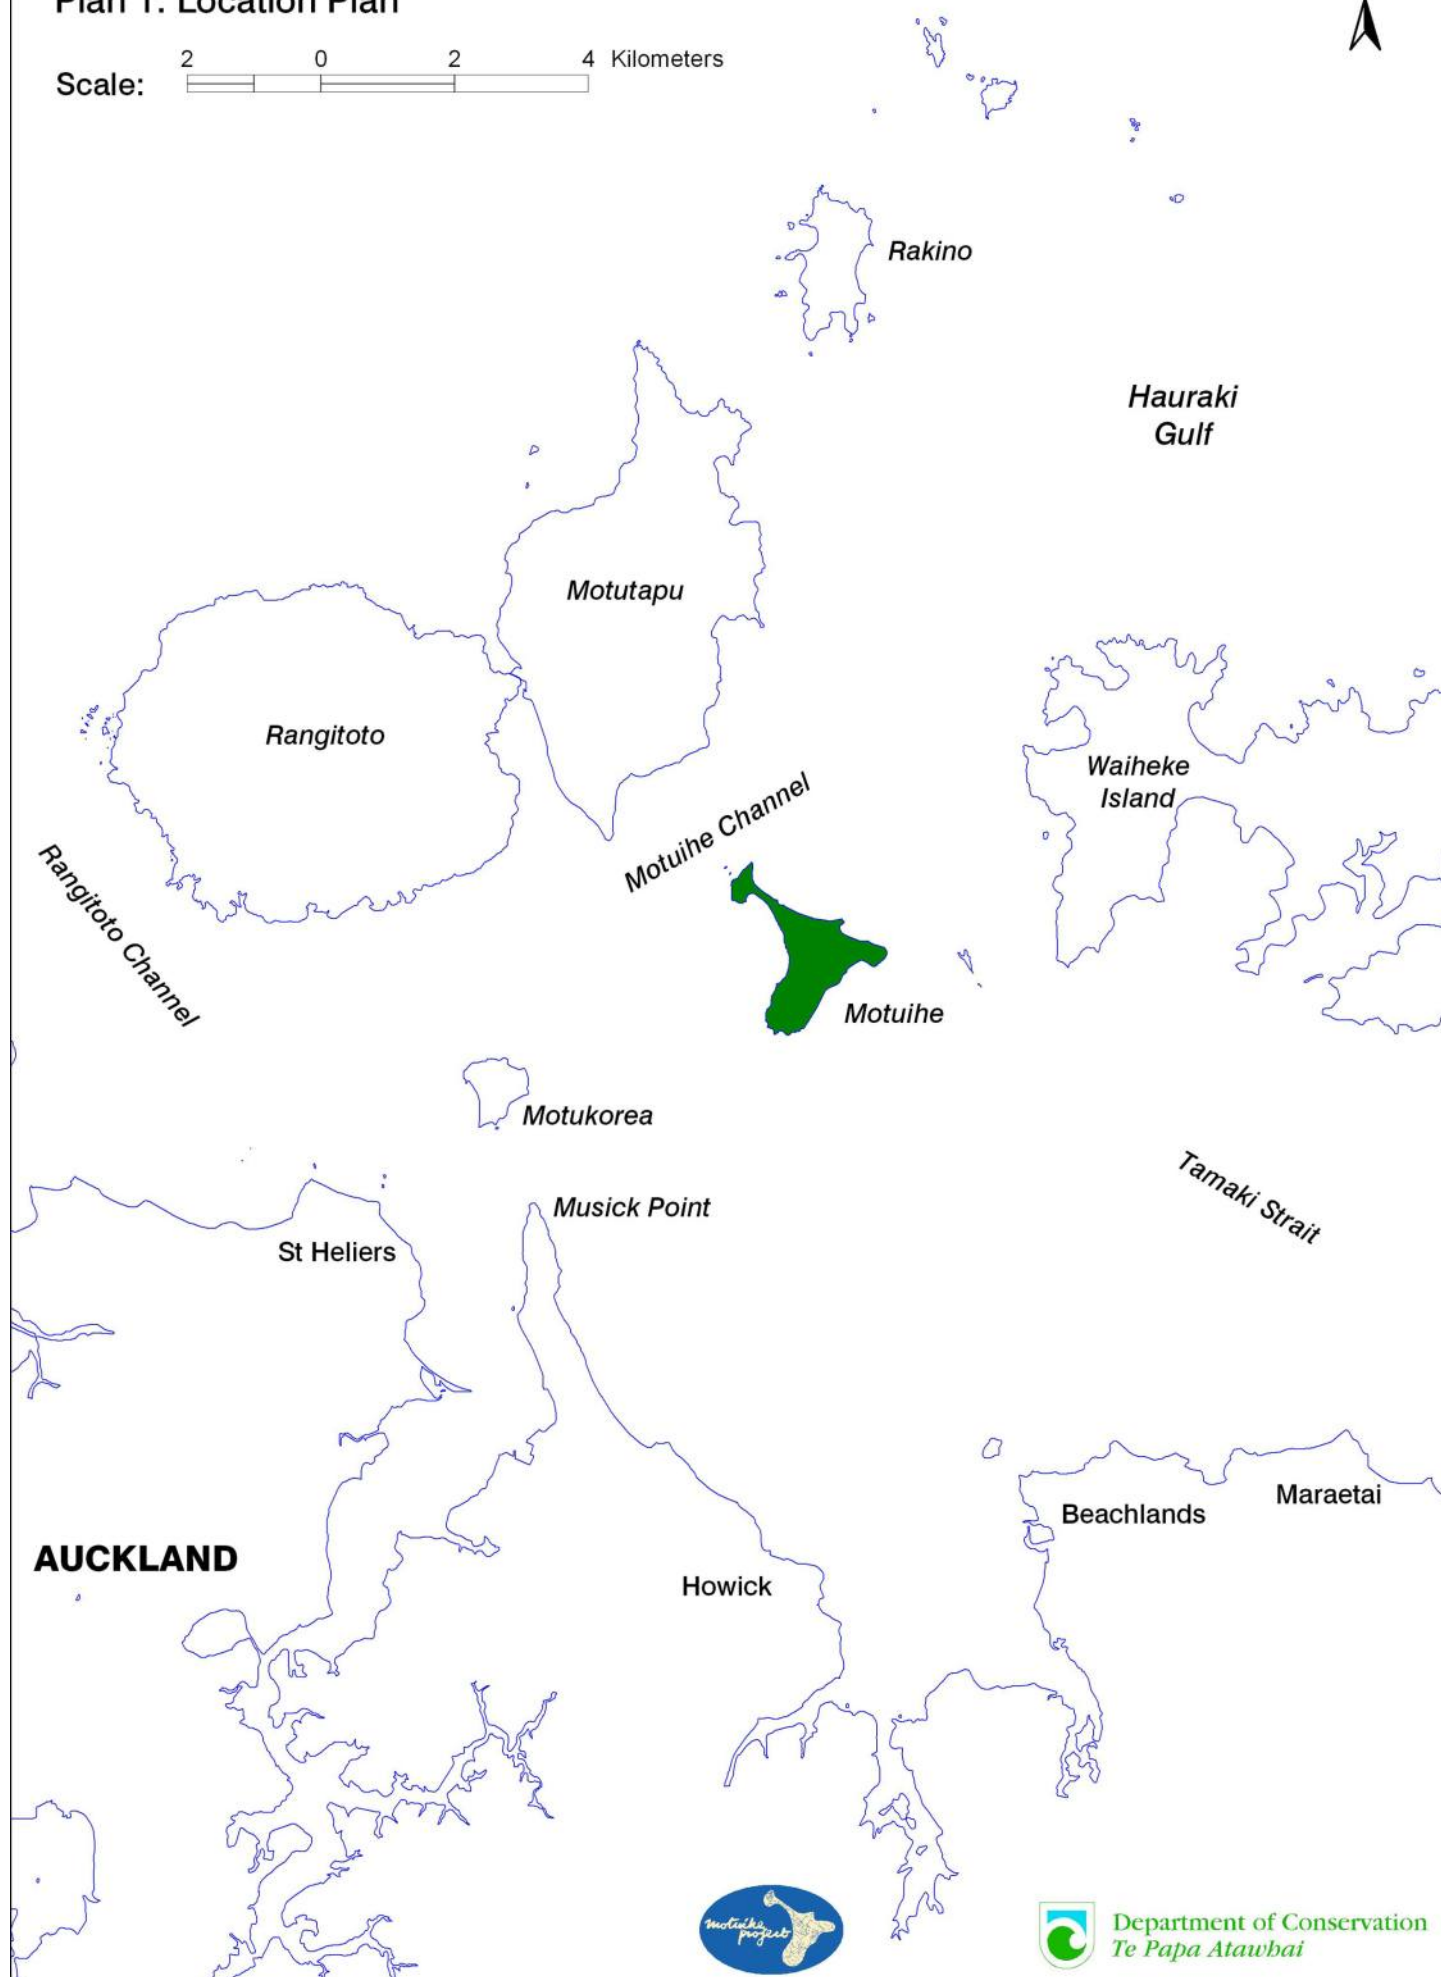 Plan 1: Location Plan
2 0 2 4 Kilometers
Scale:
Rakino
Hauraki
Gulf
Motutapu
Rangitoto
Waiheke
Island
Motuihe Channel
Rangitoto Channel
Motuihe
Motukorea
Tamaki Strait
Musick Point
St Heliers
Maraetai
Beachlands
AUCKLAND
Howick
motuihe
project
Department of Conservation
Te Papa Atawhai